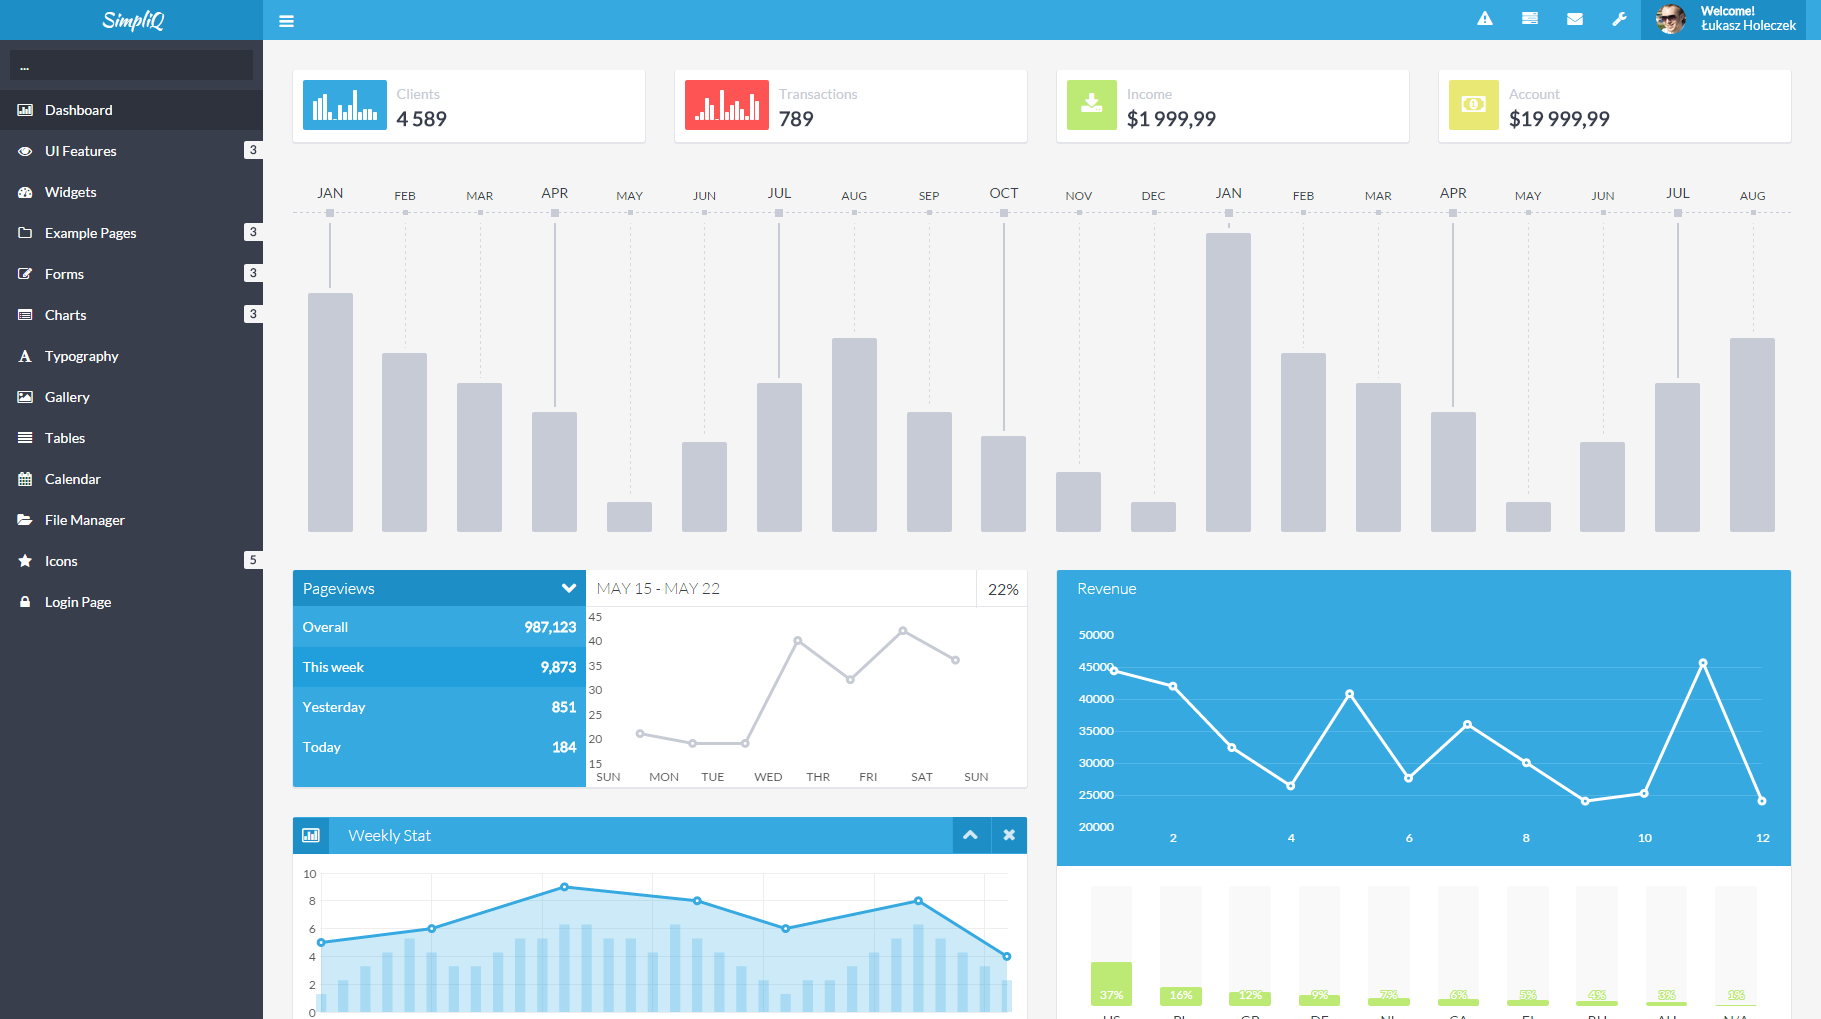 SimpliQ
Welcome!
Łukasz Holeczek
...
Dashboard
UI Features
3
Widgets
Example Pages
3
Forms
3
Charts
3
Typography
Gallery
Tables
Calendar
File Manager
Icons
5
Login Page
Clients
4 589
Transactions
789
Income
$1 999,99
Account
$19 999,99
JAN FEB MAR APR MAY JUN JUL AUG SEP OCT NOV DEC JAN FEB MAR APR MAY JUN JUL AUG
Pageviews
Overall 987,123
This week 9,873
Yesterday 851
Today 184
MAY 15 - MAY 22
22%
45
40
35
30
25
20
15
SUN MON TUE WED THR FRI SAT SUN
Revenue
50000
45000
40000
35000
30000
25000
20000
2 4 6 8 10 12
Weekly Stat
10
8
6
4
2
0
37% 16% 12% 9% 7% 6% 5% 4% 3% 1%